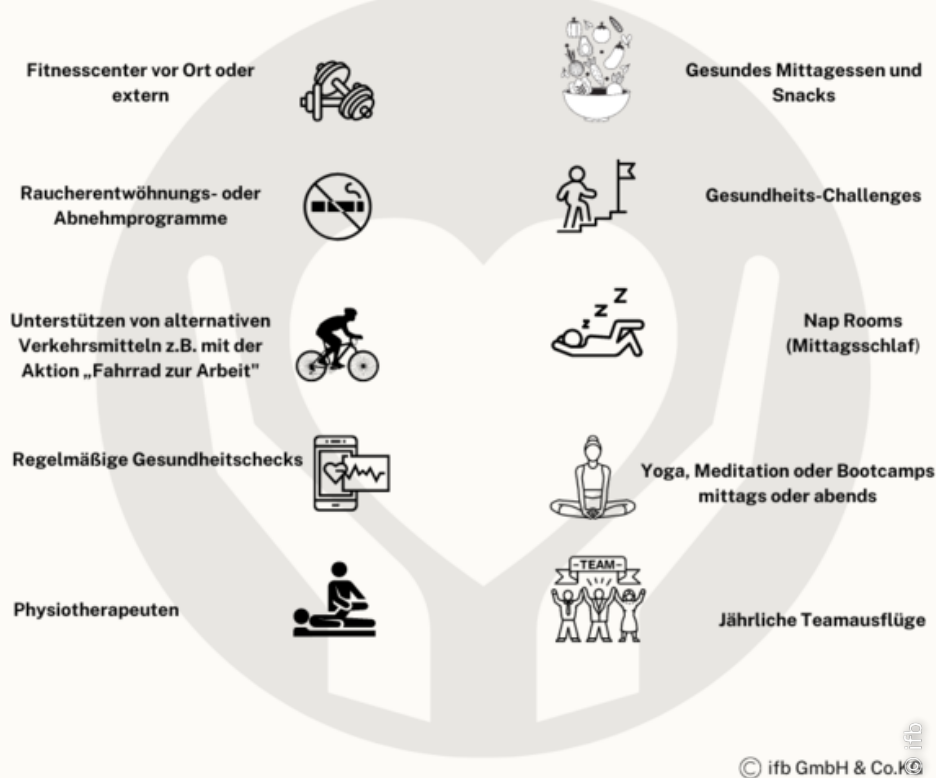 Fitnesscenter vor Ort oder
extern
Gesundes Mittagessen und
Snacks
Raucherentwöhnungs- oder
Abnehmprogramme
Gesundheits-Challenges
Unterstützen von alternativen
Verkehrsmitteln z.B. mit der
Aktion „Fahrrad zur Arbeit"
z z Z
Nap Rooms
(Mittagsschlaf)
Regelmäßige Gesundheitschecks
Yoga, Meditation oder Bootcamps
mittags oder abends
Physiotherapeuten
-TEAM-
Jährliche Teamausflüge
© ifb
© ifb GmbH & Co.KG